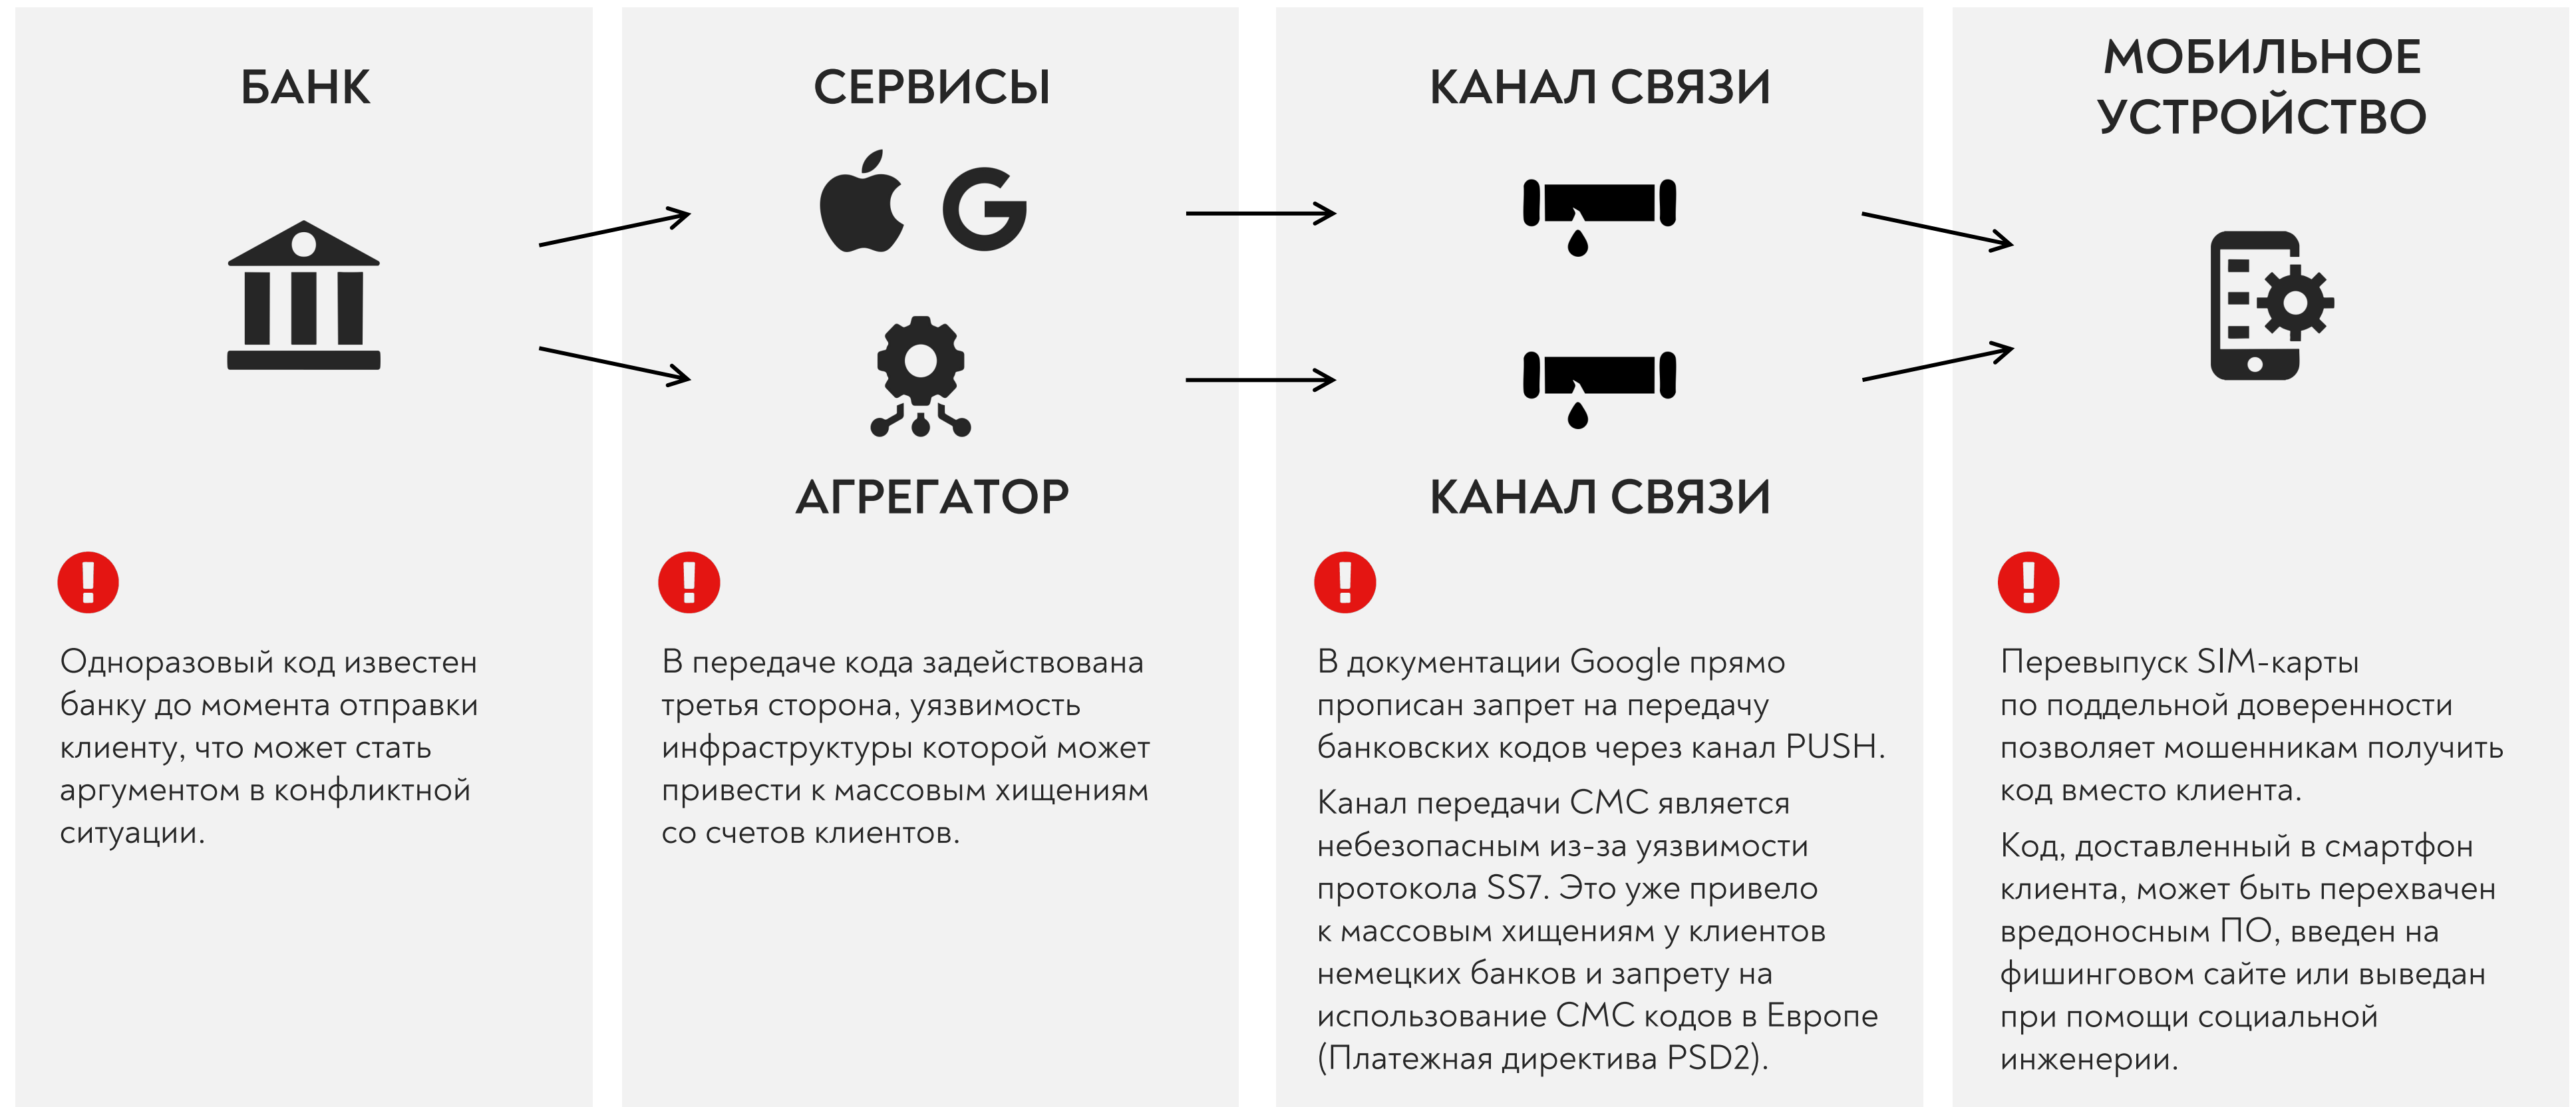 БАНК
Одноразовый код известен
банку до момента отправки
клиенту, что может стать
аргументом в конфликтной
ситуации.
СЕРВИСЫ
АГРЕГАТОР
В передаче кода задействована
третья сторона, уязвимость
инфраструктуры которой может
привести к массовым хищениям
со счетов клиентов.
КАНАЛ СВЯЗИ
КАНАЛ СВЯЗИ
В документации Google прямо
прописан запрет на передачу
банковских кодов через канал PUSH.
Канал передачи СМС является
небезопасным из-за уязвимости
протокола SS7. Это уже привело
к массовым хищениям у клиентов
немецких банков и запрету на
использование СМС кодов в Европе
(Платежная директива PSD2).
МОБИЛЬНОЕ
УСТРОЙСТВО
Перевыпуск SIM-карты
по поддельной доверенности
позволяет мошенникам получить
код вместо клиента.
Код, доставленный в смартфон
клиента, может быть перехвачен
вредоносным ПО, введен на
фишинговом сайте или выведан
при помощи социальной
инженерии.